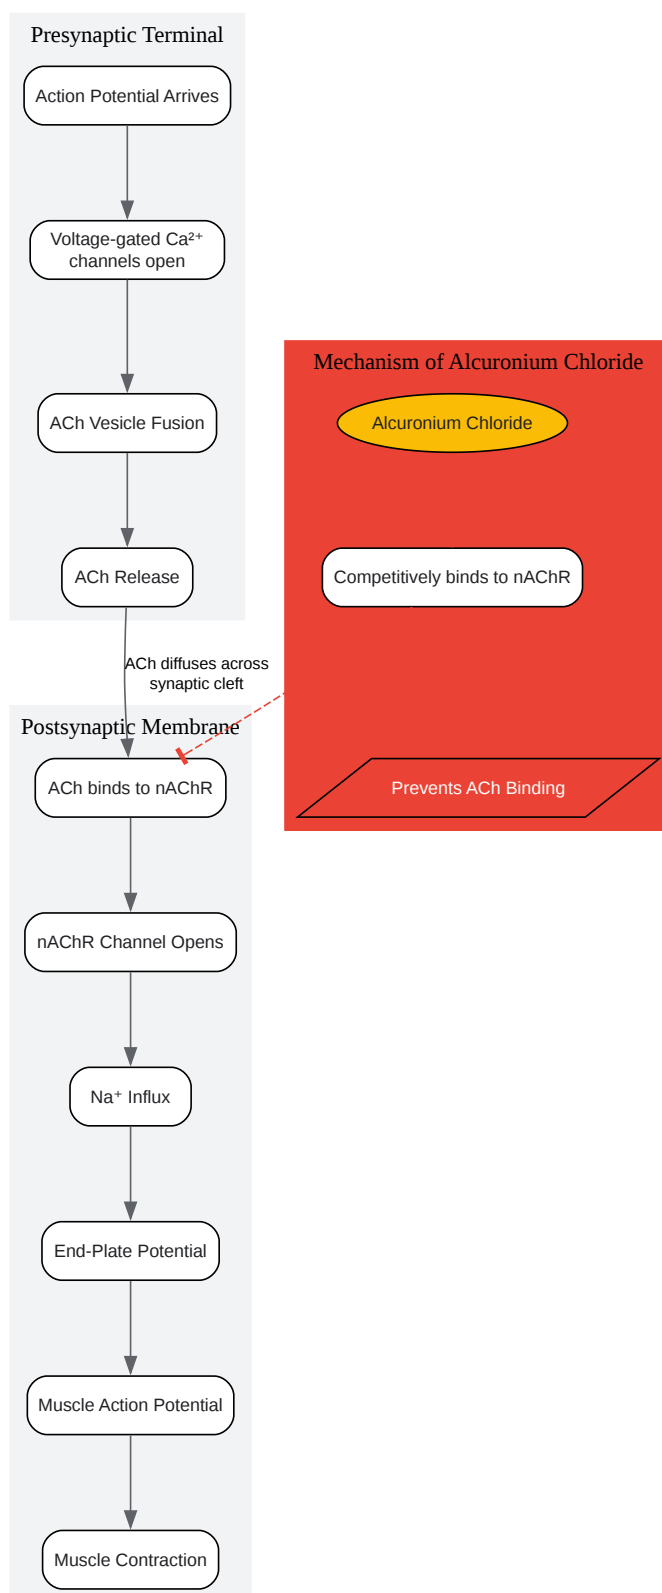 Presynaptic Terminal
Action Potential Arrives
Voltage-gated Ca²⁺
channels open
ACh Vesicle Fusion
ACh Release
ACh diffuses across
synaptic cleft
Postsynaptic Membrane
ACh binds to nAChR
nAChR Channel Opens
Na⁺ Influx
End-Plate Potential
Muscle Action Potential
Muscle Contraction
Mechanism of Alcuronium Chloride
Alcuronium Chloride
Competitively binds to nAChR
Prevents ACh Binding